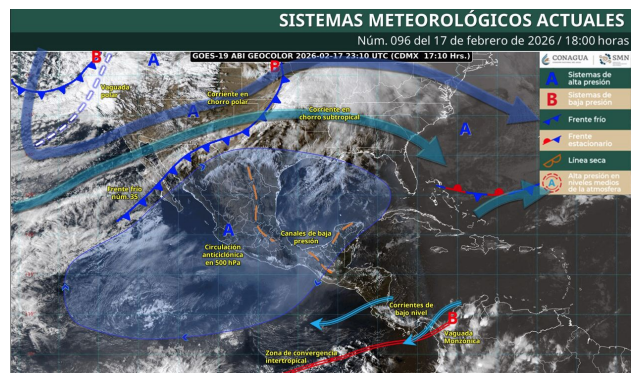 SISTEMAS METEOROLÓGICOS ACTUALES
Núm. 096 del 17 de febrero de 2026 / 18:00 horas
GOES-19 ABI GEOCOLOR 2026-02-17 23:10 UTC (CDMX 17:10 Hrs.)
CONAGUA
SMN
B
A
B
Vaguada
polar
Corriente en
chorro polar
A
Corriente en
chorro subtropical
A
A
Sistemas de
alta presión
B
Sistemas de
baja presión
Frente frío
Frente
estacionario
Línea seca
A
Alta presión en
niveles medios
de la atmósfera
Frente frío
núm. 35
A
Circulación
anticiclónica
en 500 hPa
Canales de baja
presión
Corrientes de
bajo nivel
B
Vaguada
Monzónica
Zona de convergencia
intertropical